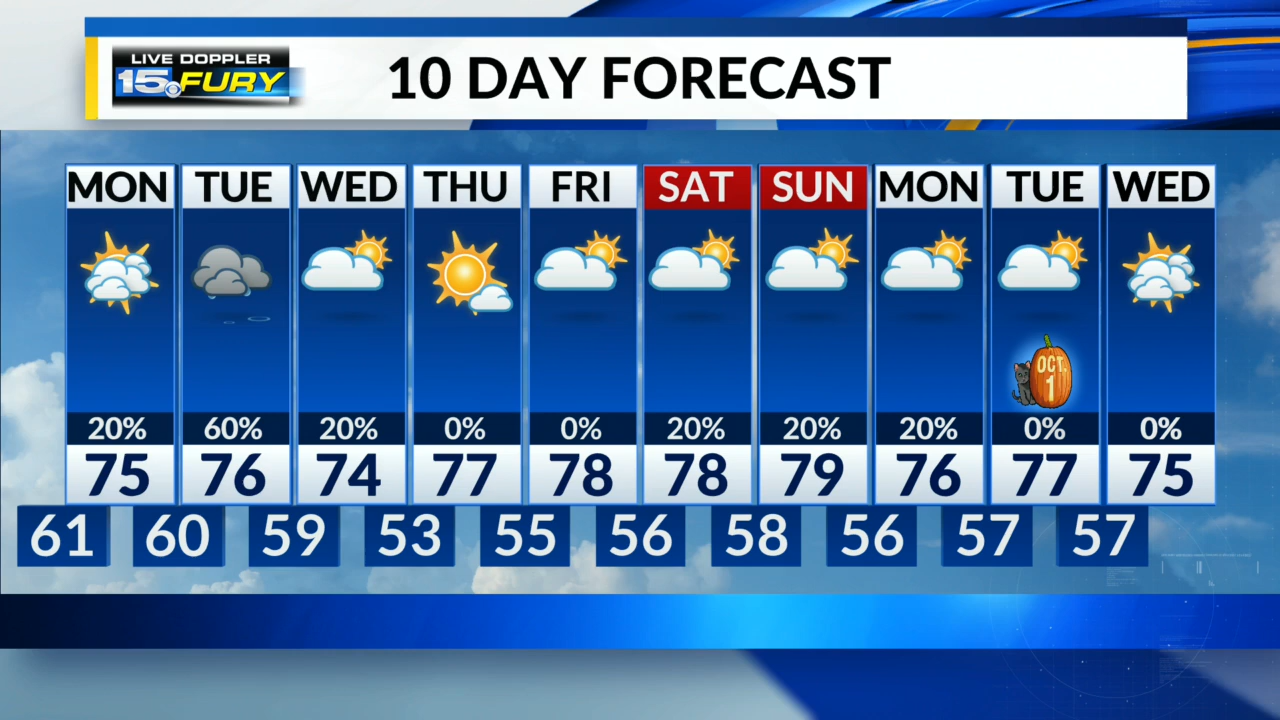 LIVE DOPPLER
15 FURY
10 DAY FORECAST
MON TUE WED THU FRI SAT SUN MON TUE WED
OCT.
1
20% 60% 20% 0% 0% 20% 20% 20% 0% 0%
75 76 74 77 78 78 79 76 77 75
61 60 59 53 55 56 58 56 57 57